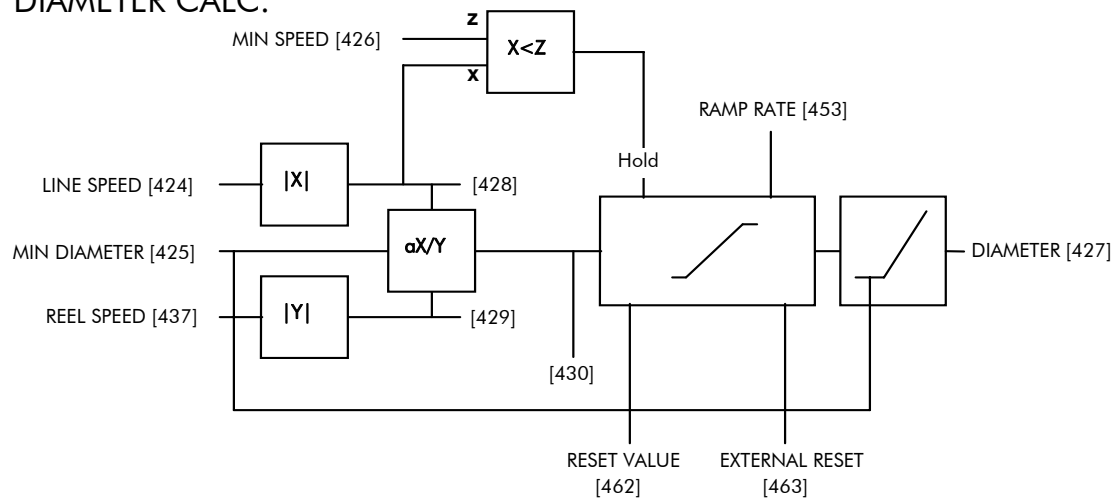 DIAMETER CALC.
MIN SPEED [426]
z
x
X<Z
RAMP RATE [453]
Hold
LINE SPEED [424]
|X|
[428]
MIN DIAMETER [425]
aX/Y
DIAMETER [427]
REEL SPEED [437]
|Y|
[429]
[430]
RESET VALUE
[462]
EXTERNAL RESET
[463]